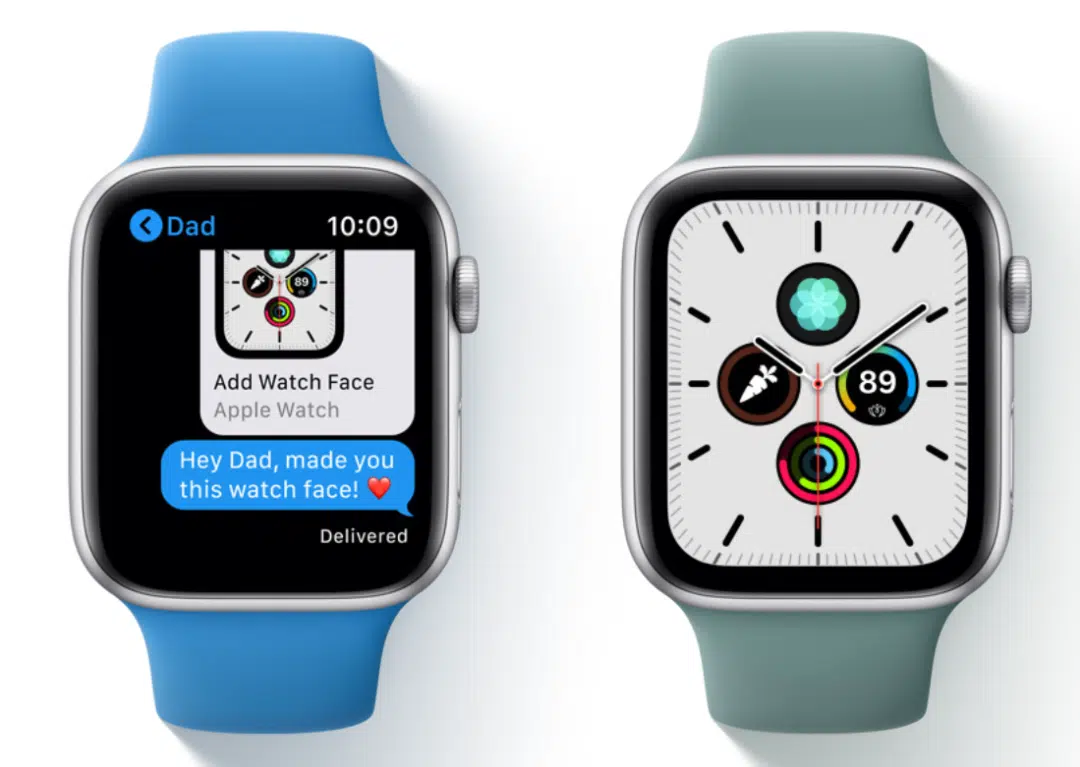 Dad
10:09
89
Add Watch Face
Apple Watch
Hey Dad, made you
this watch face! ❤️
Delivered
89